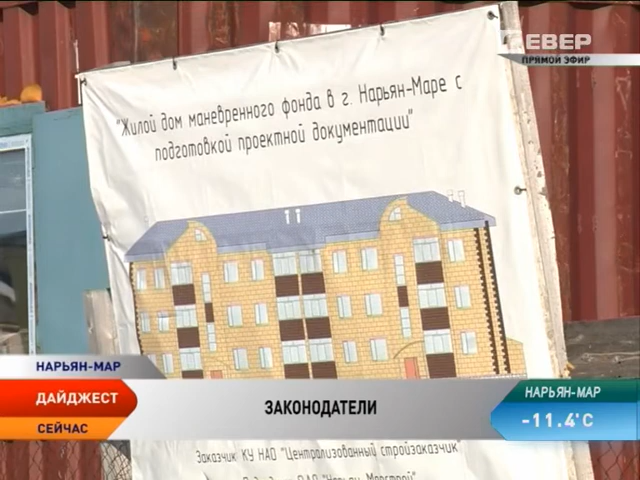 СЕВЕР
ПРЯМОЙ ЭФИР
"Жилой дом маневренного фонда в г. Нарьян-Маре с
подготовкой проектной документации"
НАРЬЯН-МАР
ДАЙДЖЕСТ
СЕЙЧАС
ЗАКОНОДАТЕЛИ
НАРЬЯН-МАР
-11.4°C
Заказчик КУ НАО "Централизованный стройзаказчик"